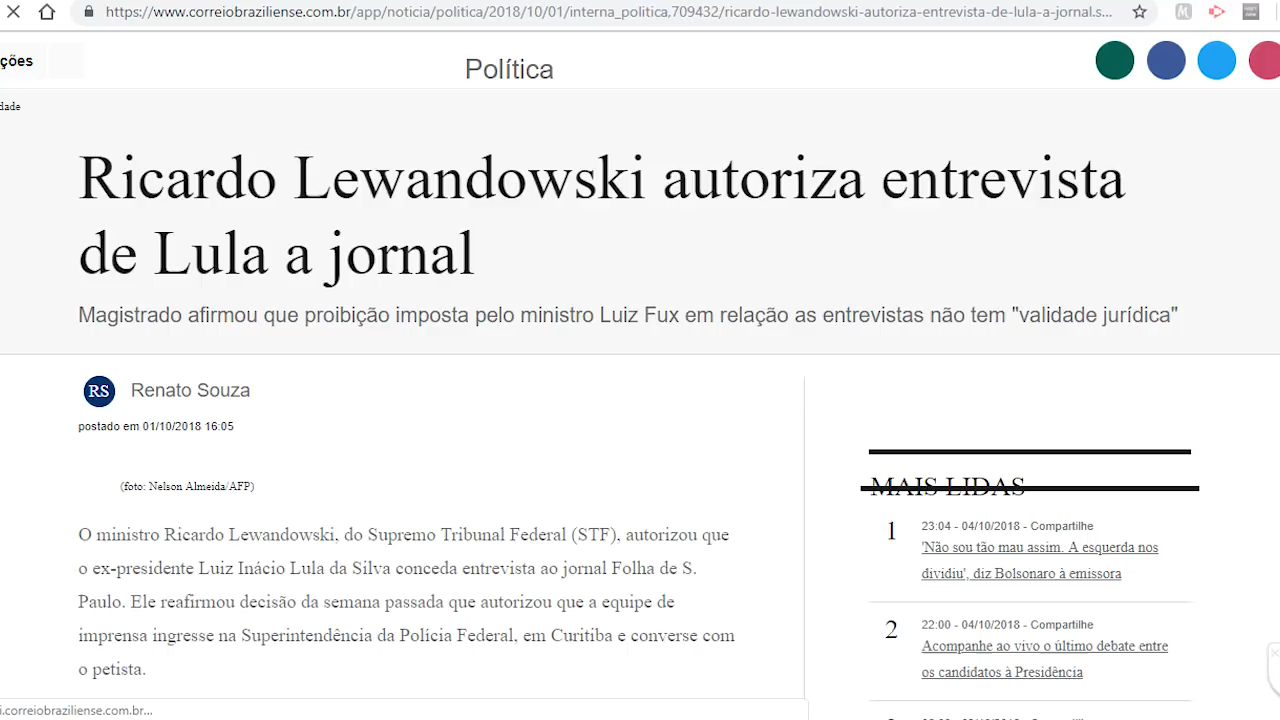 https://www.correiobraziliense.com.br/app/noticia/politica/2018/10/01/interna_politica,709432/ricardo-lewandowski-autoriza-entrevista-de-lula-a-jornal.s...
ções
Política
dade
Ricardo Lewandowski autoriza entrevista
de Lula a jornal
Magistrado afirmou que proibição imposta pelo ministro Luiz Fux em relação as entrevistas não tem "validade jurídica"
RS Renato Souza
postado em 01/10/2018 16:05
(foto: Nelson Almeida/AFP)
O ministro Ricardo Lewandowski, do Supremo Tribunal Federal (STF), autorizou que
o ex-presidente Luiz Inácio Lula da Silva conceda entrevista ao jornal Folha de S.
Paulo. Ele reafirmou decisão da semana passada que autorizou que a equipe de
imprensa ingresse na Superintendência da Polícia Federal, em Curitiba e converse com
o petista.
MAIS LIDAS
1
23:04 - 04/10/2018 - Compartilhe
'Não sou tão mau assim. A esquerda nos
dividiu', diz Bolsonaro à emissora
2
22:00 - 04/10/2018 - Compartilhe
Acompanhe ao vivo o último debate entre
os candidatos à Presidência
i.correiobraziliense.com.br...